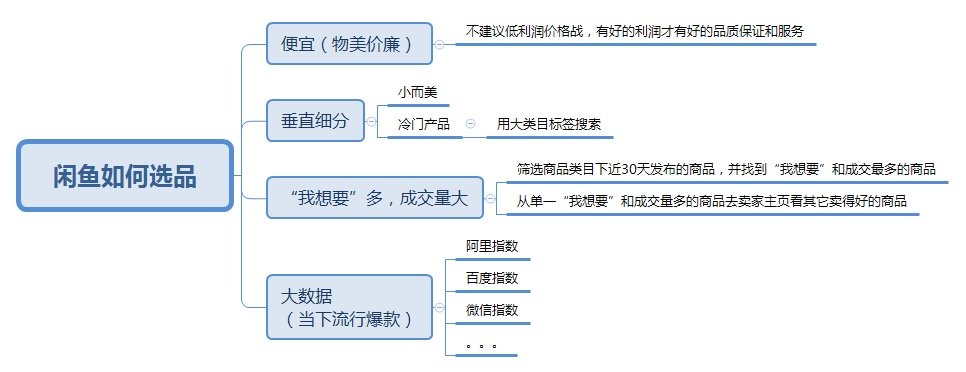 闲鱼如何选品
便宜（物美价廉）
不建议低利润价格战，有好的利润才有好的品质保证和服务
垂直细分
小而美
冷门产品
用大类目标签搜索
“我想要”多，成交量大
筛选商品类目下近30天发布的商品，并找到“我想要”和成交最多的商品
从单一“我想要”和成交量多的商品去卖家主页看其它卖得好的商品
大数据
（当下流行爆款）
阿里指数
百度指数
微信指数
。。。